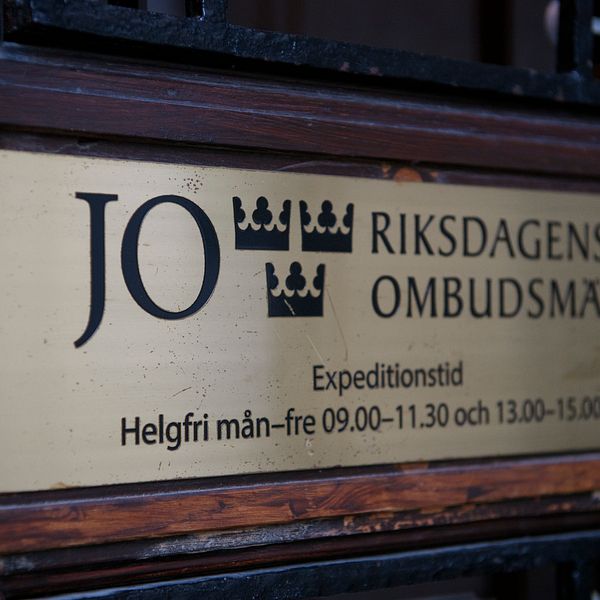 JO RIKSDAGENS
OMBUDSMÄ
Expeditionstid
Helgfri mån–fre 09.00–11.30 och 13.00–15.00